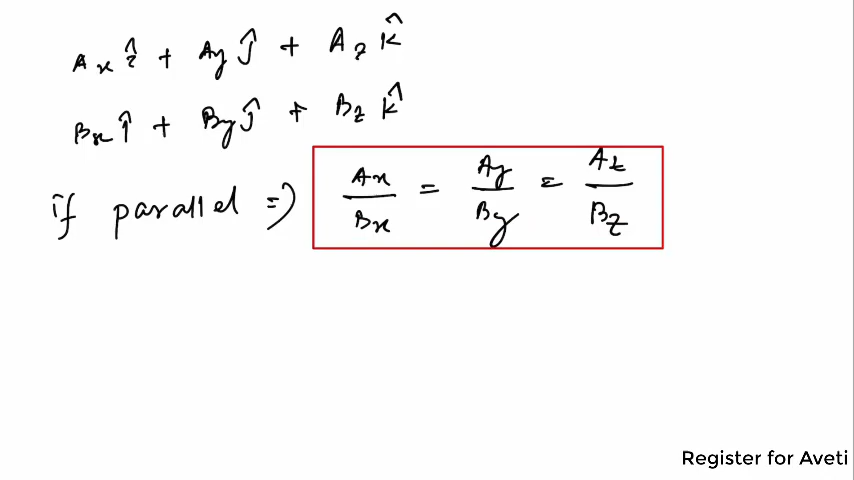 Ax î + Ay ĵ + Az k̂
Bx î + By ĵ + Bz k̂
if parallel => Ax/Bx = Ay/By = Az/Bz
Register for Aveti